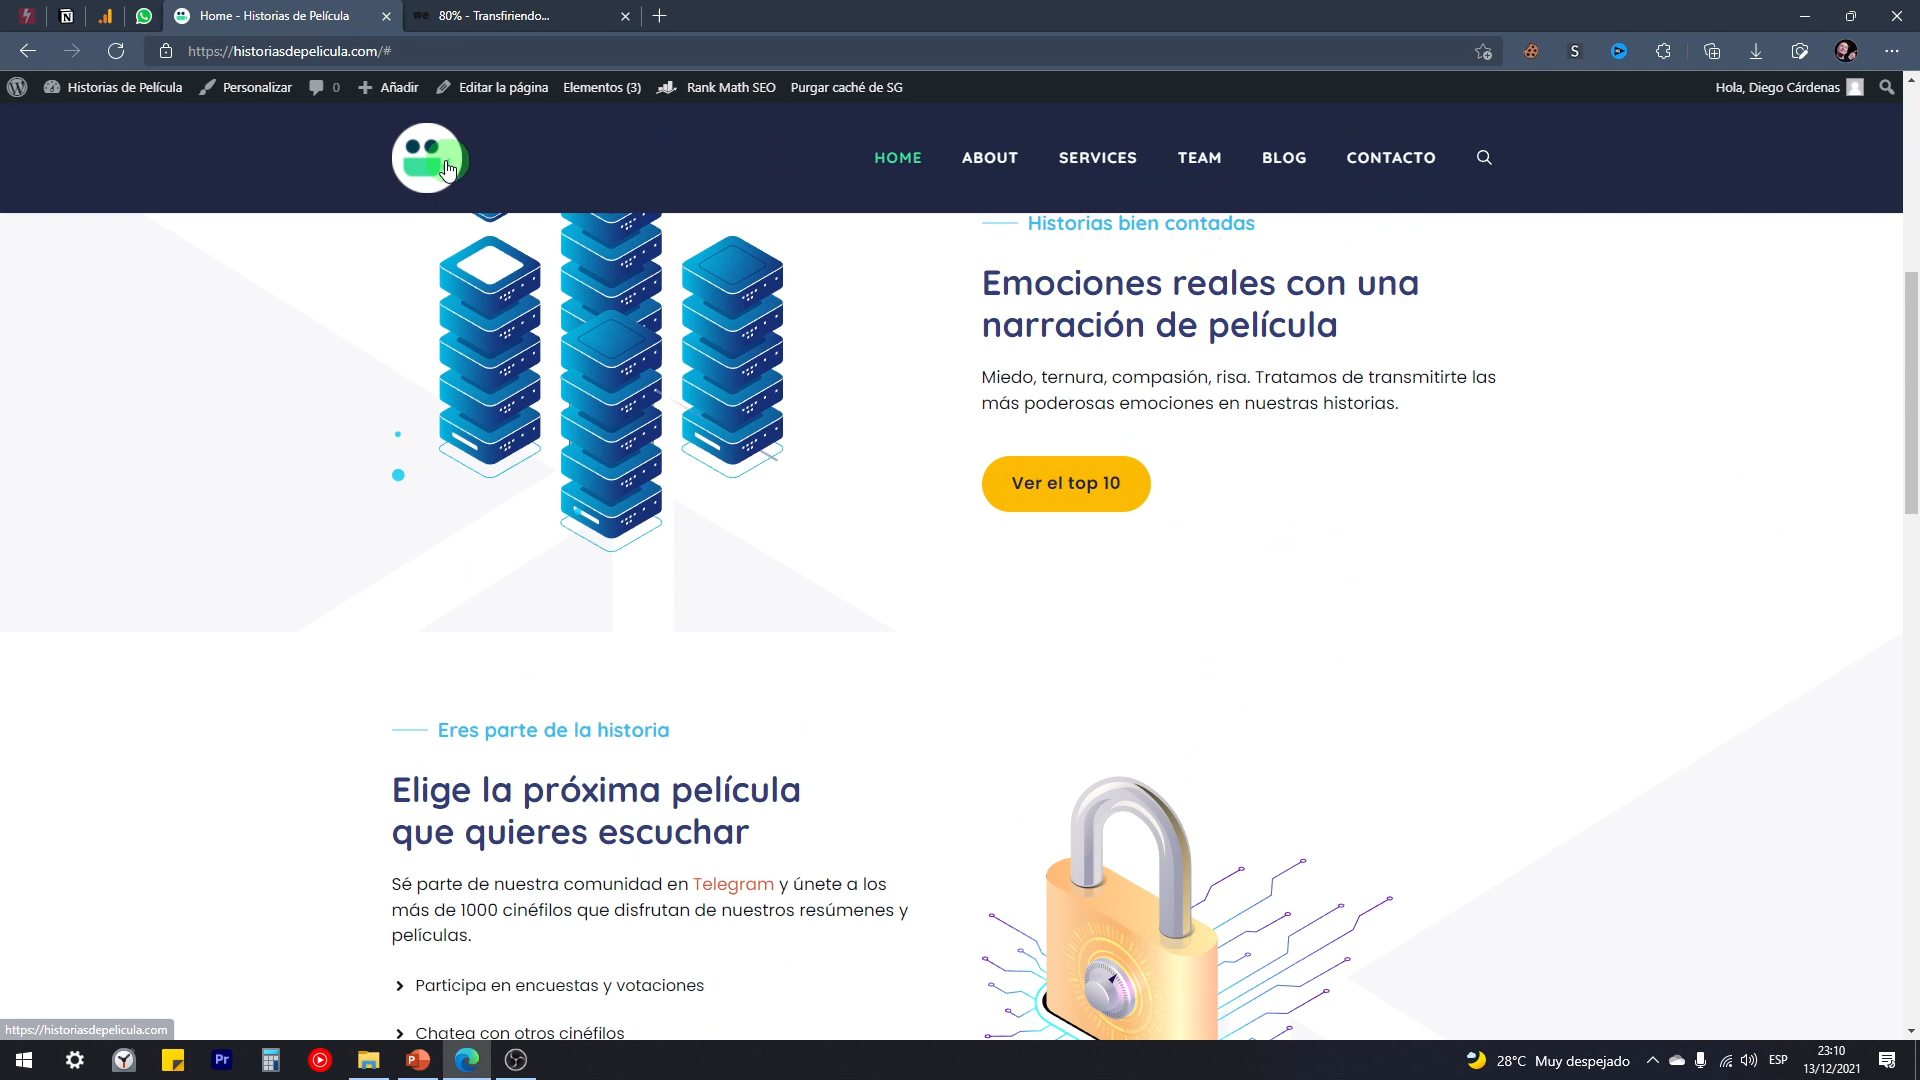 Home - Historias de Película
80% - Transfiriendo...
https://historiasdepelicula.com/#
Historias de Película
Personalizar
0
Añadir
Editar la página
Elementos (3)
Rank Math SEO
Purgar caché de SG
Hola, Diego Cárdenas
HOME
ABOUT
SERVICES
TEAM
BLOG
CONTACTO
Historias bien contadas
Emociones reales con una
narración de película
Miedo, ternura, compasión, risa. Tratamos de transmitirte las
más poderosas emociones en nuestras historias.
Ver el top 10
Eres parte de la historia
Elige la próxima película
que quieres escuchar
Sé parte de nuestra comunidad en Telegram y únete a los
más de 1000 cinéfilos que disfrutan de nuestros resúmenes y
películas.
Participa en encuestas y votaciones
Chatea con otros cinéfilos
https://historiasdepelicula.com
28°C Muy despejado
ESP
23:10
13/12/2021